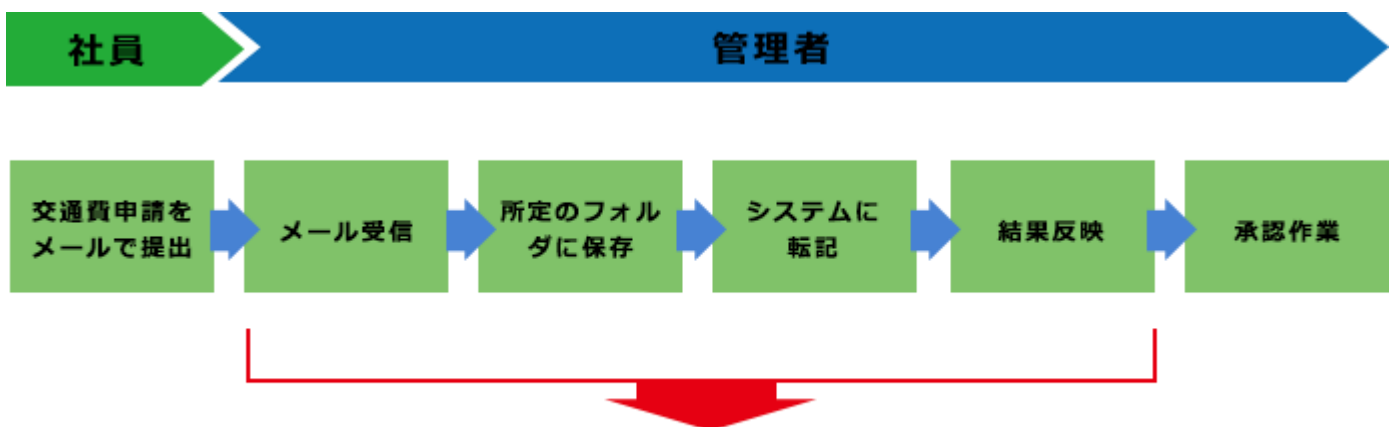 社員
管理者
交通費申請を
メールで提出
メール受信
所定のフォル
ダに保存
システムに
転記
結果反映
承認作業